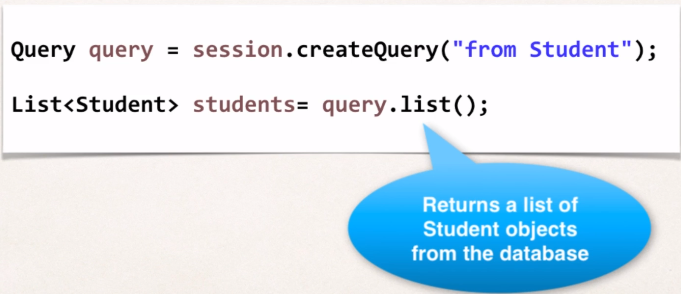 Query query = session.createQuery("from Student");
List<Student> students= query.list();
Returns a list of
Student objects
from the database